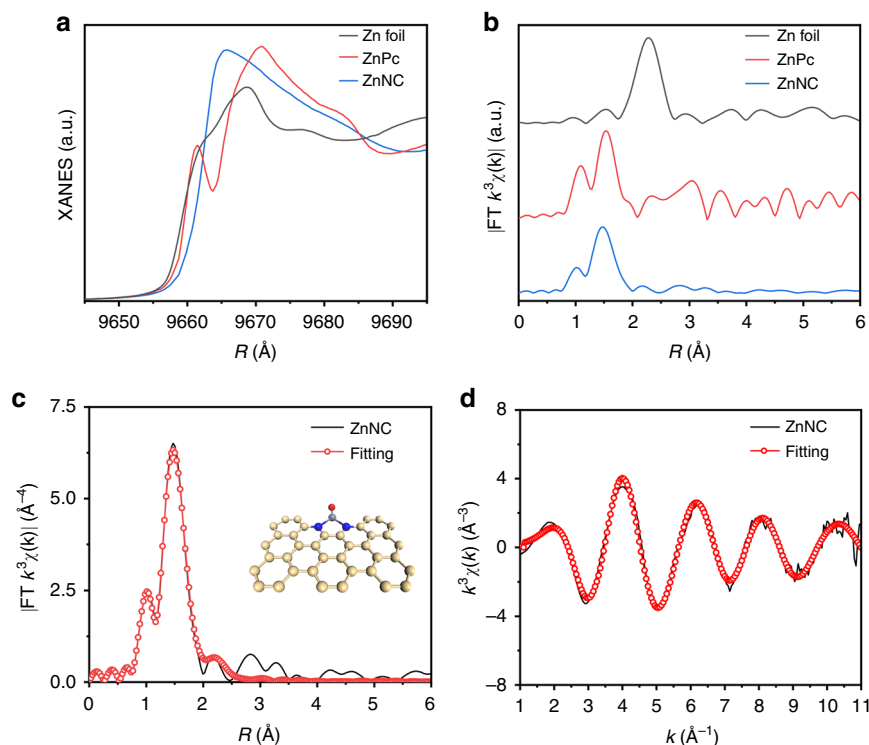 a
Zn foil
ZnPc
ZnNC
XANES (a.u.)
9650 9660 9670 9680 9690
R (Å)
b
Zn foil
ZnPc
ZnNC
|FT k³χ(k)| (a.u.)
0 1 2 3 4 5 6
R (Å)
c
7.5
5.0
2.5
0.0
ZnNC
Fitting
|FT k³χ(k)| (Å⁻⁴)
0 1 2 3 4 5 6
R (Å)
d
8
4
0
−4
−8
ZnNC
Fitting
k³χ(k) (Å⁻³)
1 2 3 4 5 6 7 8 9 10 11
k (Å⁻¹)